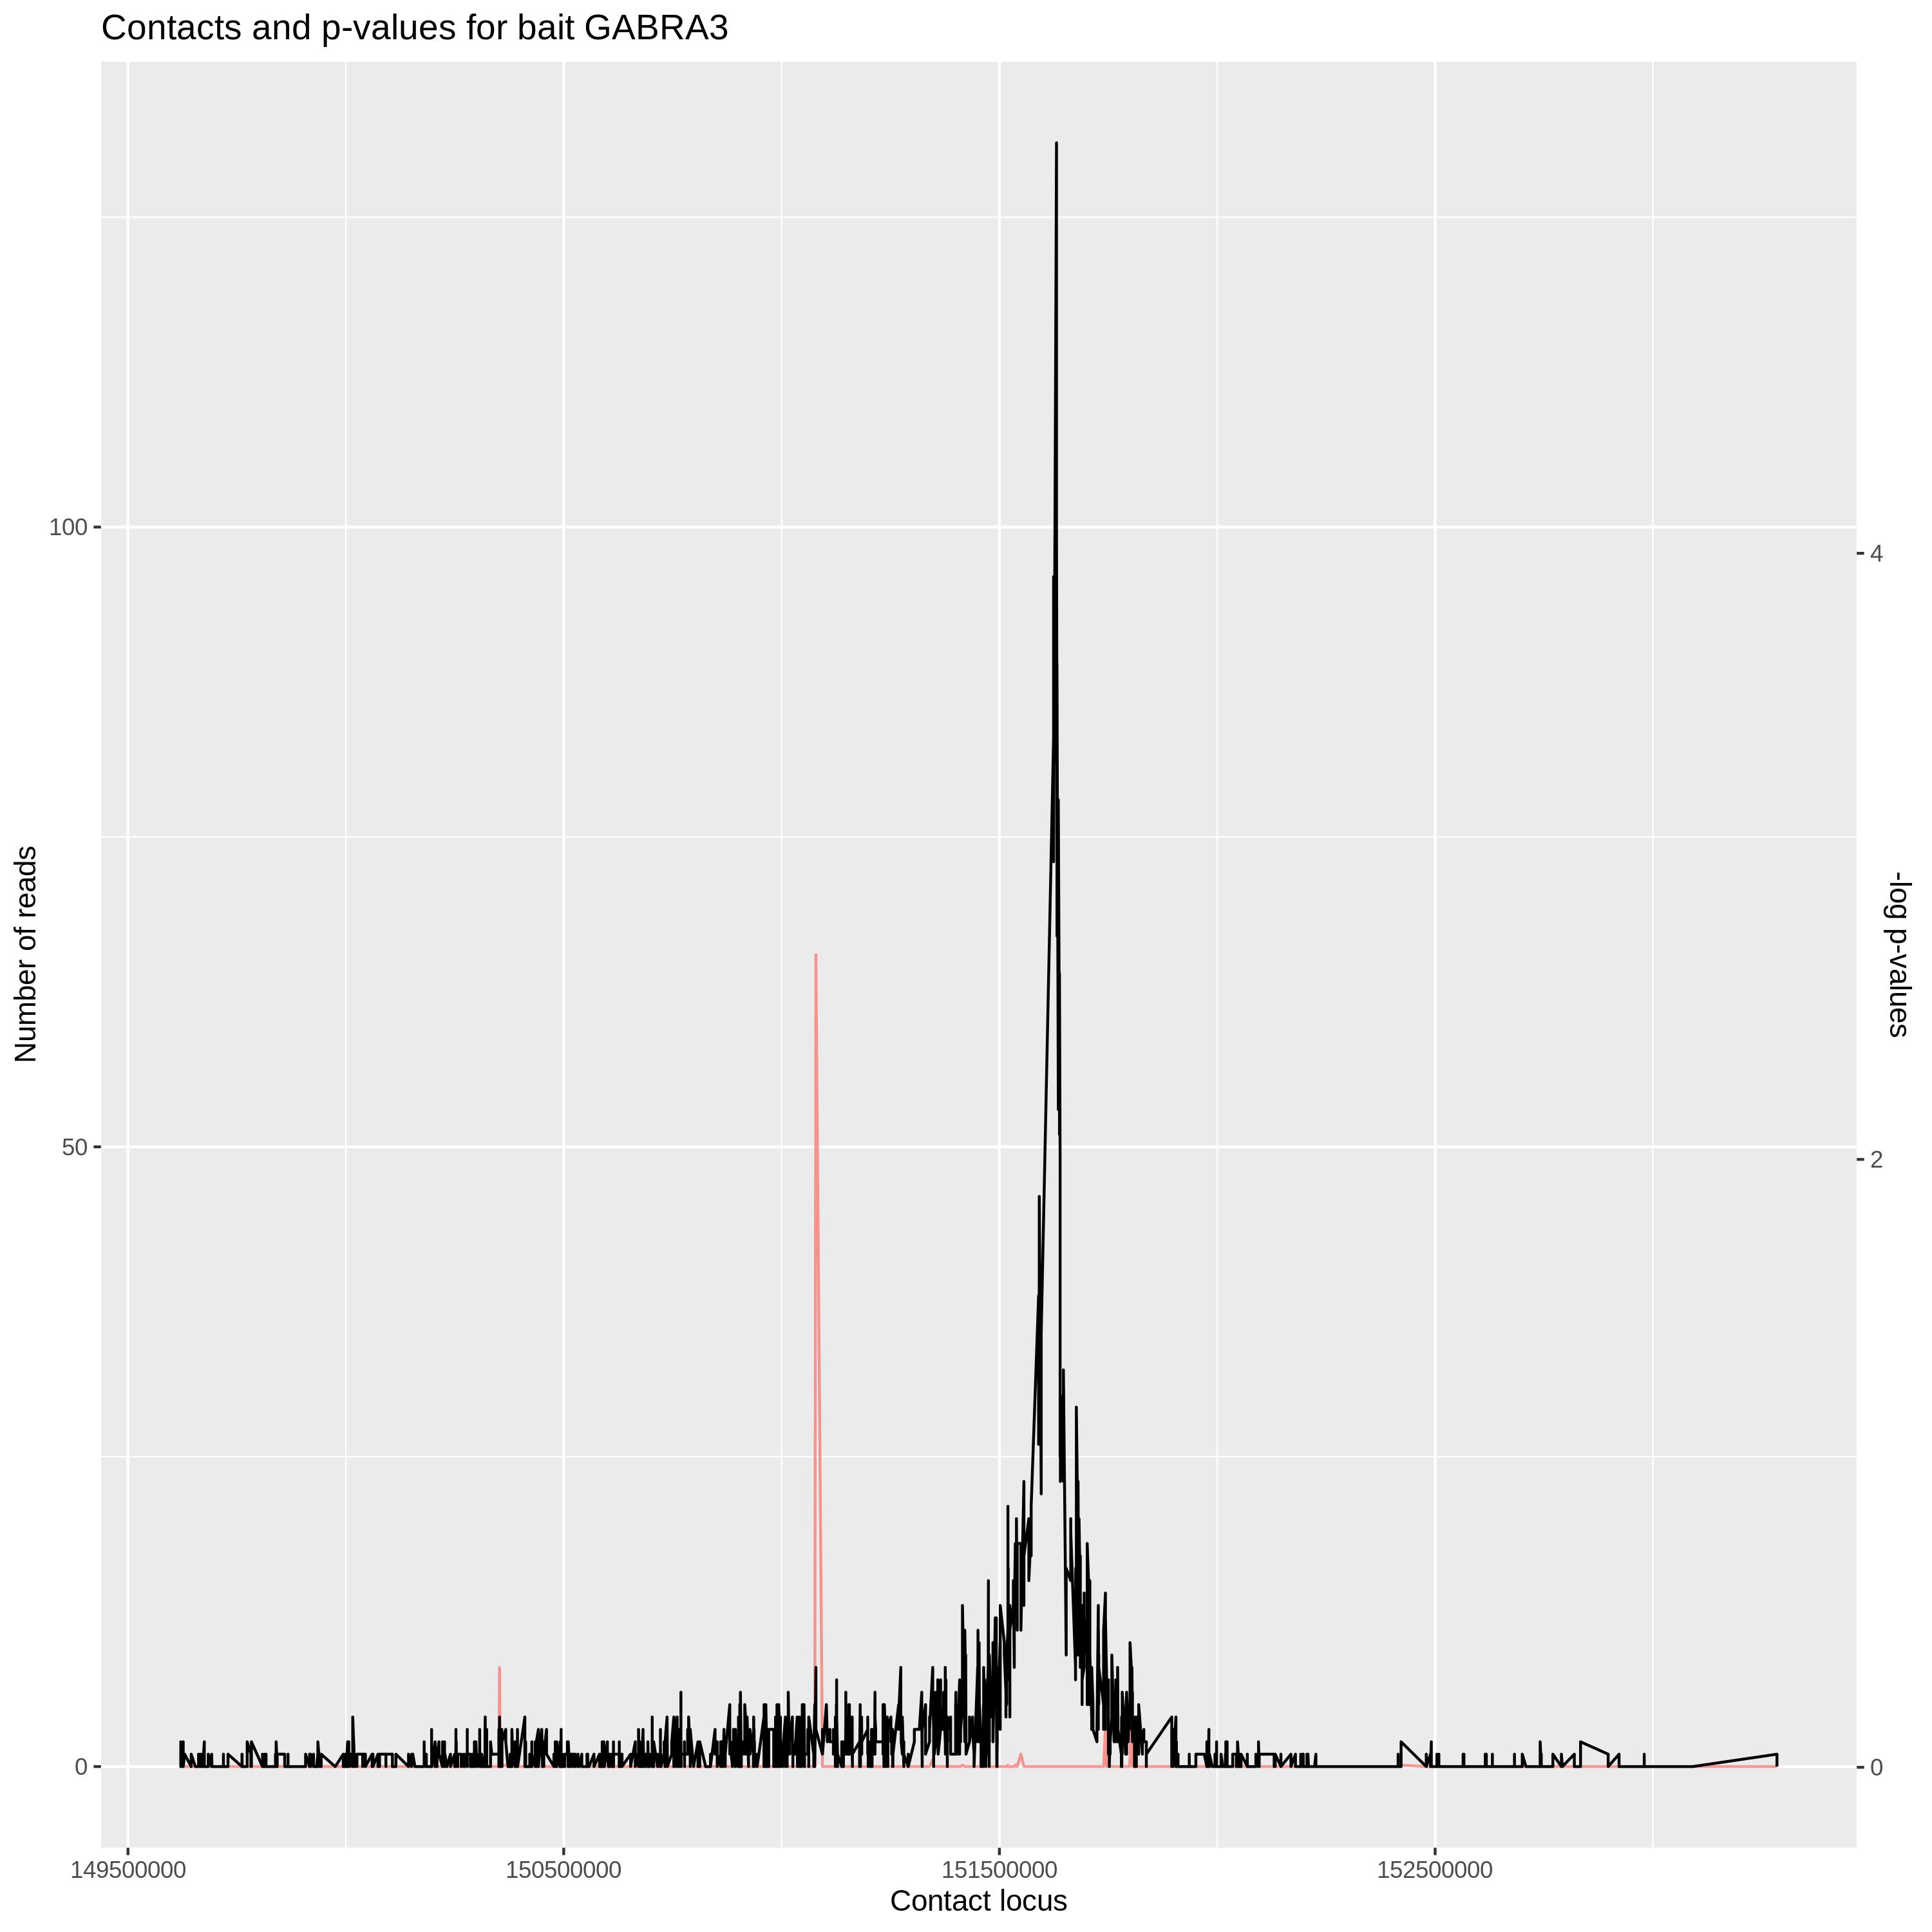 Contacts and p-values for bait GABRA3
100
50
0
Number of reads
4
2
0
-log p-values
149500000
150500000
151500000
152500000
Contact locus